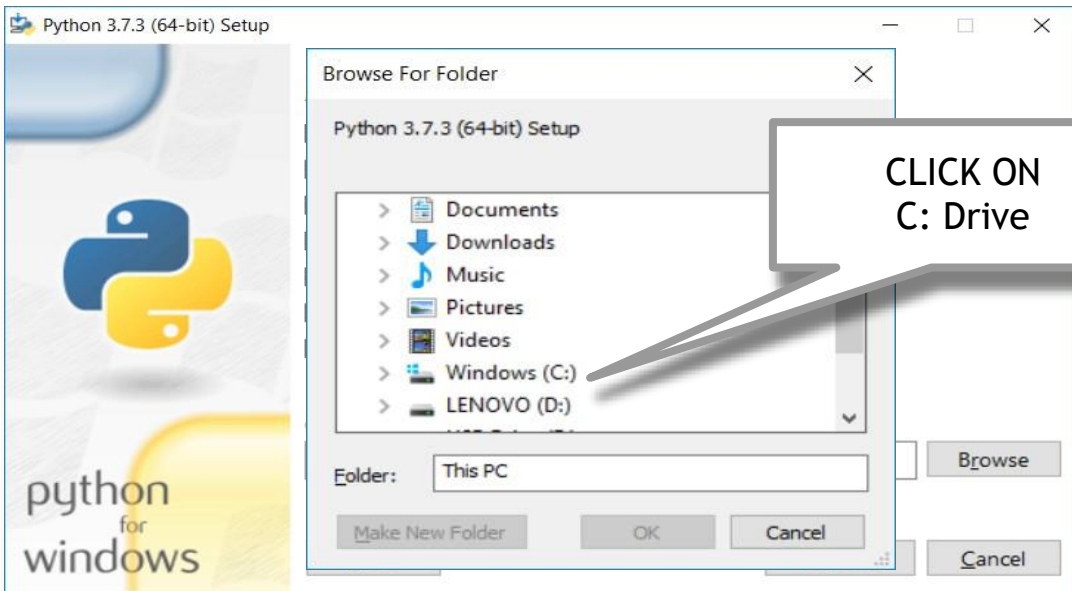 Python 3.7.3 (64-bit) Setup
Browse For Folder
Python 3.7.3 (64-bit) Setup
CLICK ON
C: Drive
Documents
Downloads
Music
Pictures
Videos
Windows (C:)
LENOVO (D:)
Folder: This PC
Browse
Make New Folder OK Cancel
Cancel
python
for
windows